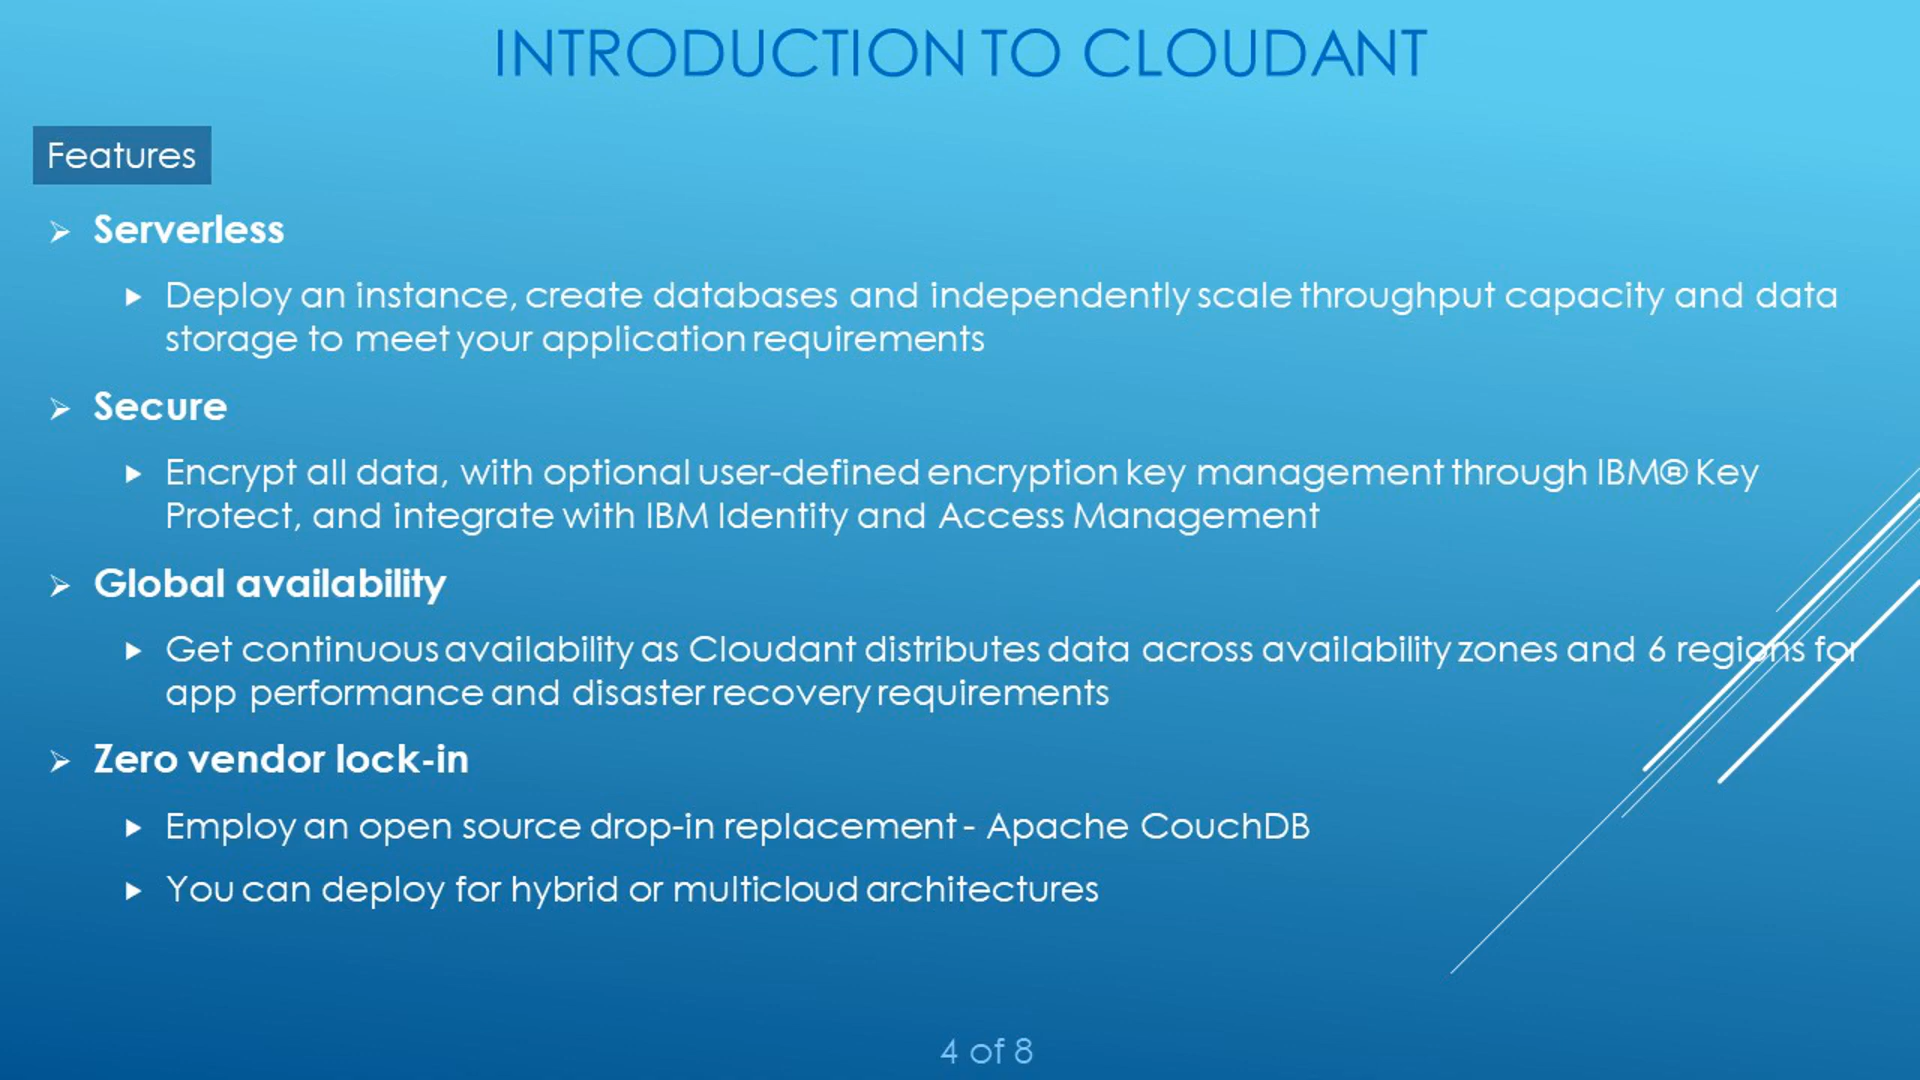 INTRODUCTION TO CLOUDANT
Features
Serverless
Deploy an instance, create databases and independently scale throughput capacity and data
storage to meet your application requirements
Secure
Encrypt all data, with optional user-defined encryption key management through IBM® Key
Protect, and integrate with IBM Identity and Access Management
Global availability
Get continuous availability as Cloudant distributes data across availability zones and 6 regions for
app performance and disaster recovery requirements
Zero vendor lock-in
Employ an open source drop-in replacement - Apache CouchDB
You can deploy for hybrid or multicloud architectures
4 of 8